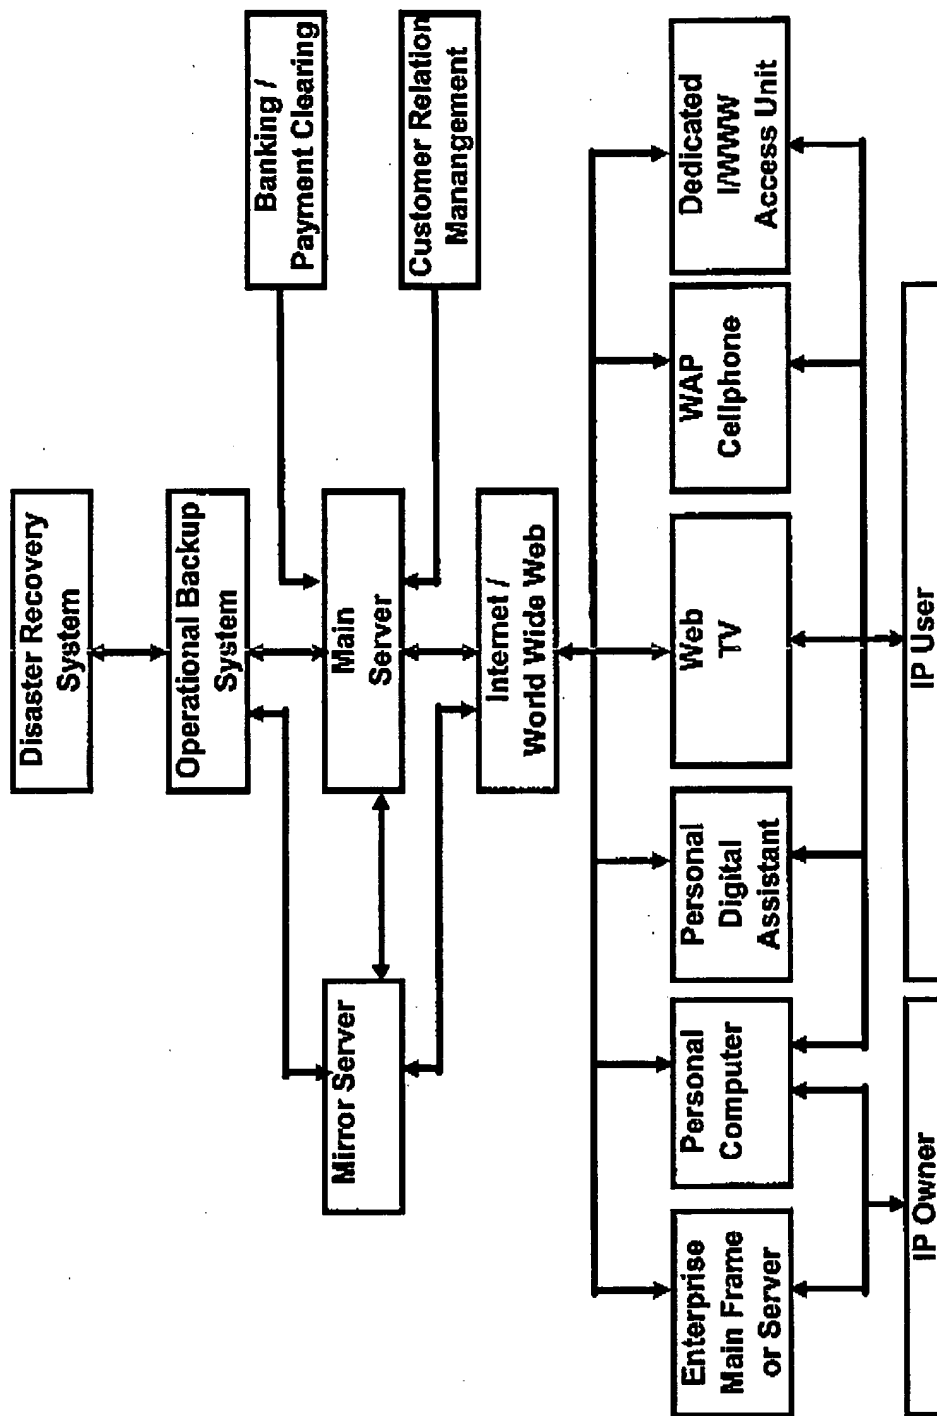 Disaster Recovery
System
Operational Backup
System
Banking /
Payment Clearing
Mirror Server
Main
Server
Customer Relation
Manangement
Internet /
World Wide Web
Enterprise
Main Frame
or Server
Personal
Computer
Personal
Digital
Assistant
Web
TV
WAP
Cellphone
Dedicated
I/WWW
Access Unit
IP Owner
IP User